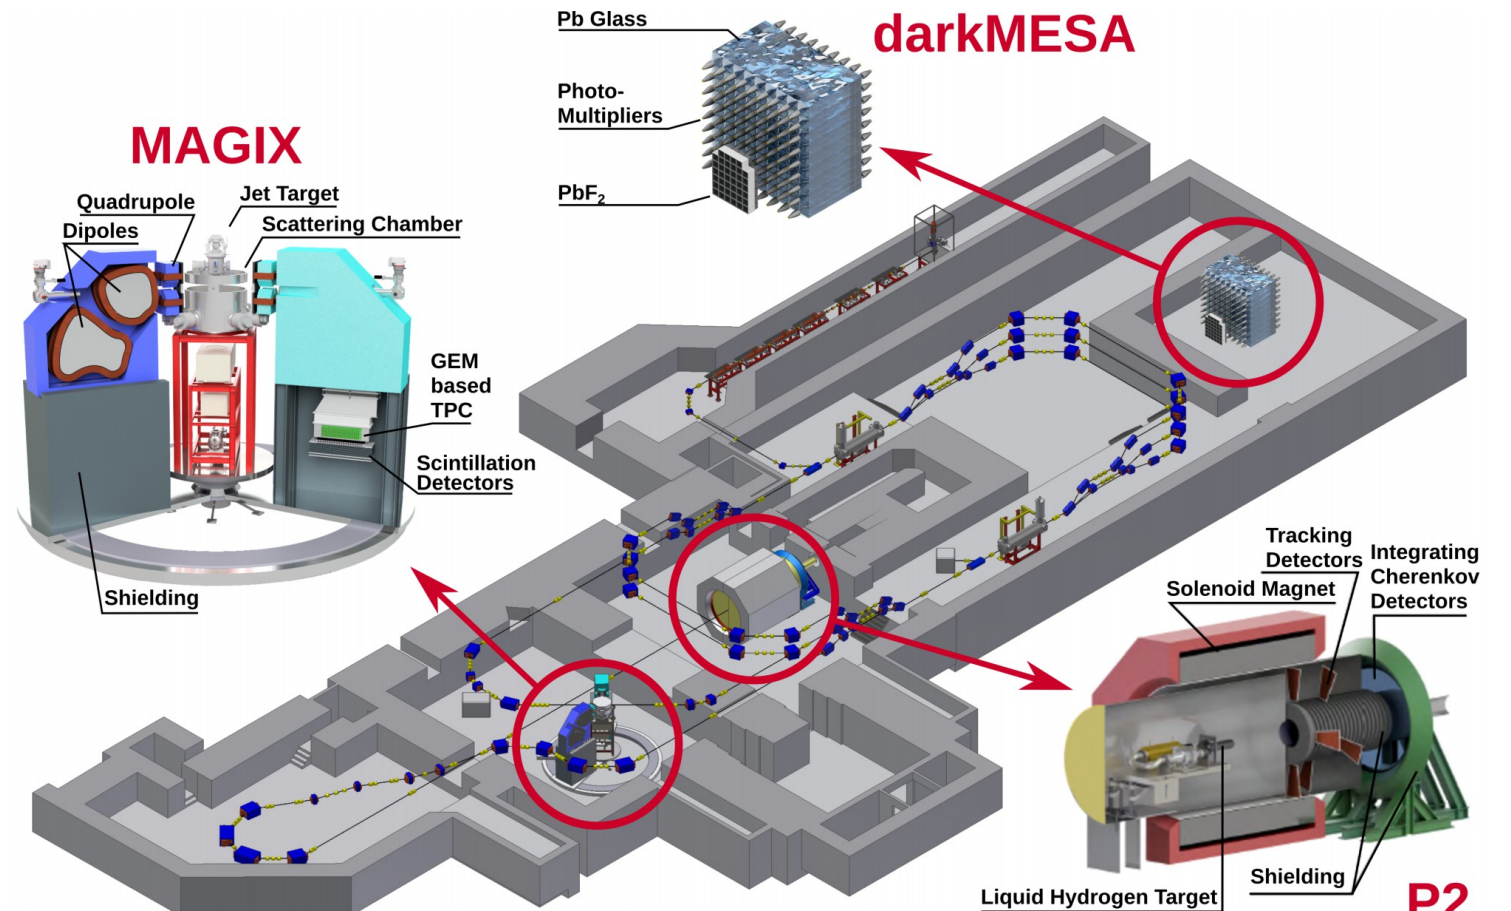 Pb Glass
darkMESA
Photo-
Multipliers
PbF₂
MAGIX
Jet Target
Quadrupole
Scattering Chamber
Dipoles
GEM
based
TPC
Scintillation
Detectors
Shielding
Tracking
Detectors
Integrating
Cherenkov
Detectors
Solenoid Magnet
Liquid Hydrogen Target
Shielding
P2